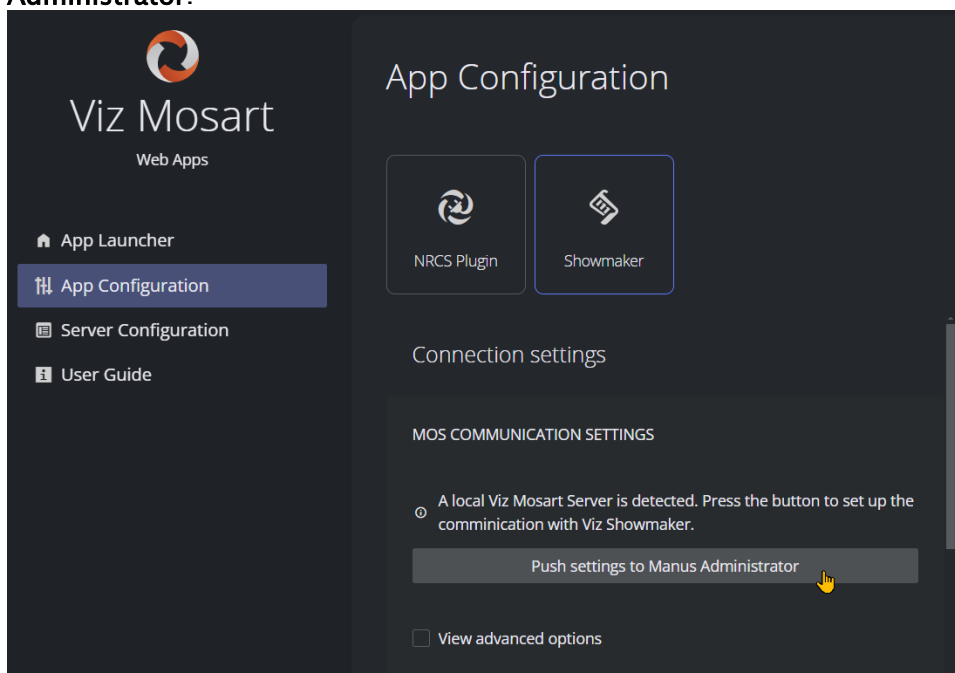 Administrator:
Viz Mosart
Web Apps
App Launcher
App Configuration
Server Configuration
User Guide
App Configuration
NRCS Plugin
Showmaker
Connection settings
MOS COMMUNICATION SETTINGS
A local Viz Mosart Server is detected. Press the button to set up the
comminication with Viz Showmaker.
Push settings to Manus Administrator
View advanced options